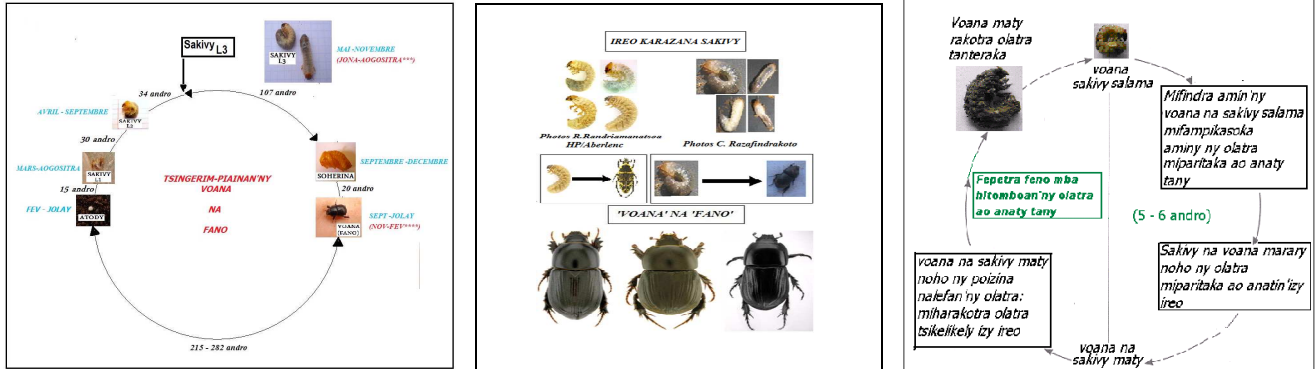 Sakivy L3
SAKIVY
L3
MAI-NOVEMBRE
(JONA-AOGOSITRA***)
34 andro
107 andro
AVRIL - SEPTEMBRE
SAKIVY
L2
30 andro
MARS-AOGOSITRA
SAKIVY
L1
15 andro
FEV - JOLAY
ATODY
TSINGERIM-PIAINAN'NY
VOANA
NA
FANO
SEPTEMBRE -DECEMBRE
SOHERINA
20 andro
SEPT-JOLAY
(NOV-FEV****)
VOANA
(FANO)
215 - 282 andro
IREO KARAZANA SAKIVY
Photos R.Randriamanatsoa
HP/Aberlenc
Photos C. Razafindrakoto
'VOANA' NA 'FANO'
Voana maty
rakotra olatra
tanteraka
voana
sakivy salama
Mifindra amin'ny
voana na sakivy salama
mifampikasoka
aminy ny olatra
miparitaka ao anaty
tany
Fepetra feno mba
hitomboan'ny olatra
ao anaty tany
(5 - 6 andro)
Sakivy na voana marary
noho ny olatra
miparitaka ao anatin'izy
ireo
voana na sakivy maty
noho ny poizina
nalefan'ny olatra:
miharakotra olatra
tsikelikely izy ireo
voana na
sakivy maty